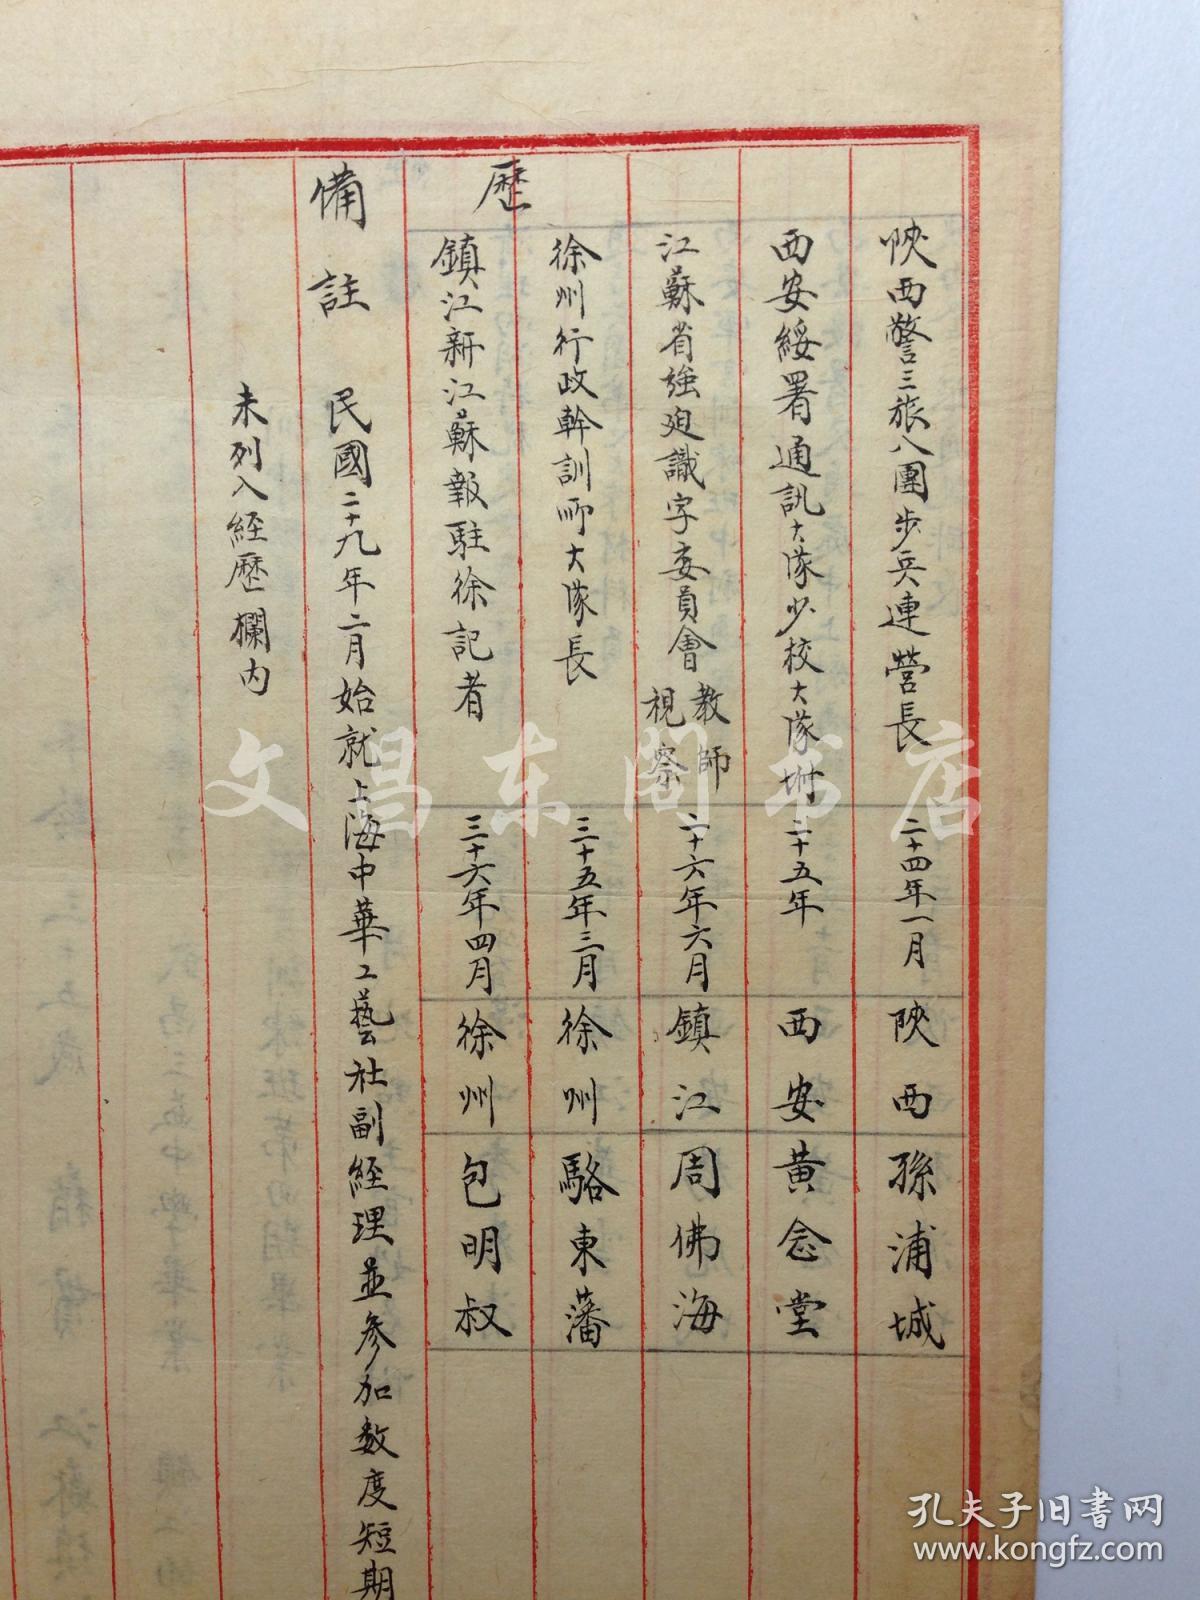 陝西警三旅八團步兵連營長 二十四年一月 陝西 孫浦城
西安綏署通訊大隊少校大隊坿 二十五年 西安 黄念堂
江蘇省強迫識字委員會教師視察 二十六年六月 鎮江 周佛海
徐州行政幹訓所大隊長 三十五年三月 徐州 駱東藩
歷
鎮江新江蘇報駐徐記者 三十六年四月 徐州 包明叔
備註 民國二十九年二月始就上海中華工藝社副經理並參加数度短期
未列入経歷欄内
文昌东阁书店
孔夫子旧书网
www.kongfz.com